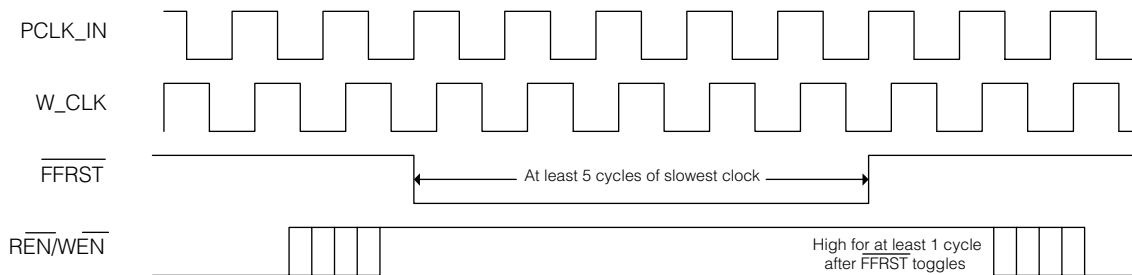 PCLK_IN
W_CLK
FFRST
At least 5 cycles of slowest clock
REN/WEN
High for at least 1 cycle
after FFRST toggles